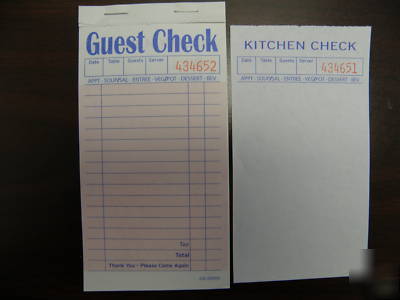 Guest Check
Date Table Guests Server 434652
APPT - SOUP/SAL - ENTREE - VEG/POT - DESSERT - BEV
Tax
Total
Thank You - Please Come Again
KITCHEN CHECK
Date Table Guests Server 434651
APPT - SOUP/SAL - ENTREE - VEG/POT - DESSERT - BEV